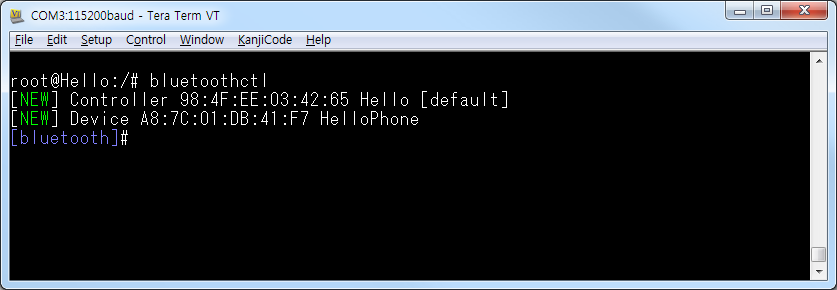 COM3:115200baud - Tera Term VT
File Edit Setup Control Window KanjiCode Help
root@Hello:/# bluetoothctl
[NEW] Controller 98:4F:EE:03:42:65 Hello [default]
[NEW] Device A8:7C:01:DB:41:F7 HelloPhone
[bluetooth]#